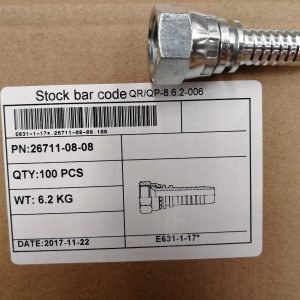 Stock bar code QR/QP-8.6.2-006
E631-1-17*.26711-08-08.100
PN:26711-08-08
QTY:100 PCS
WT: 6.2 KG
DATE:2017-11-22
E631-1-17*